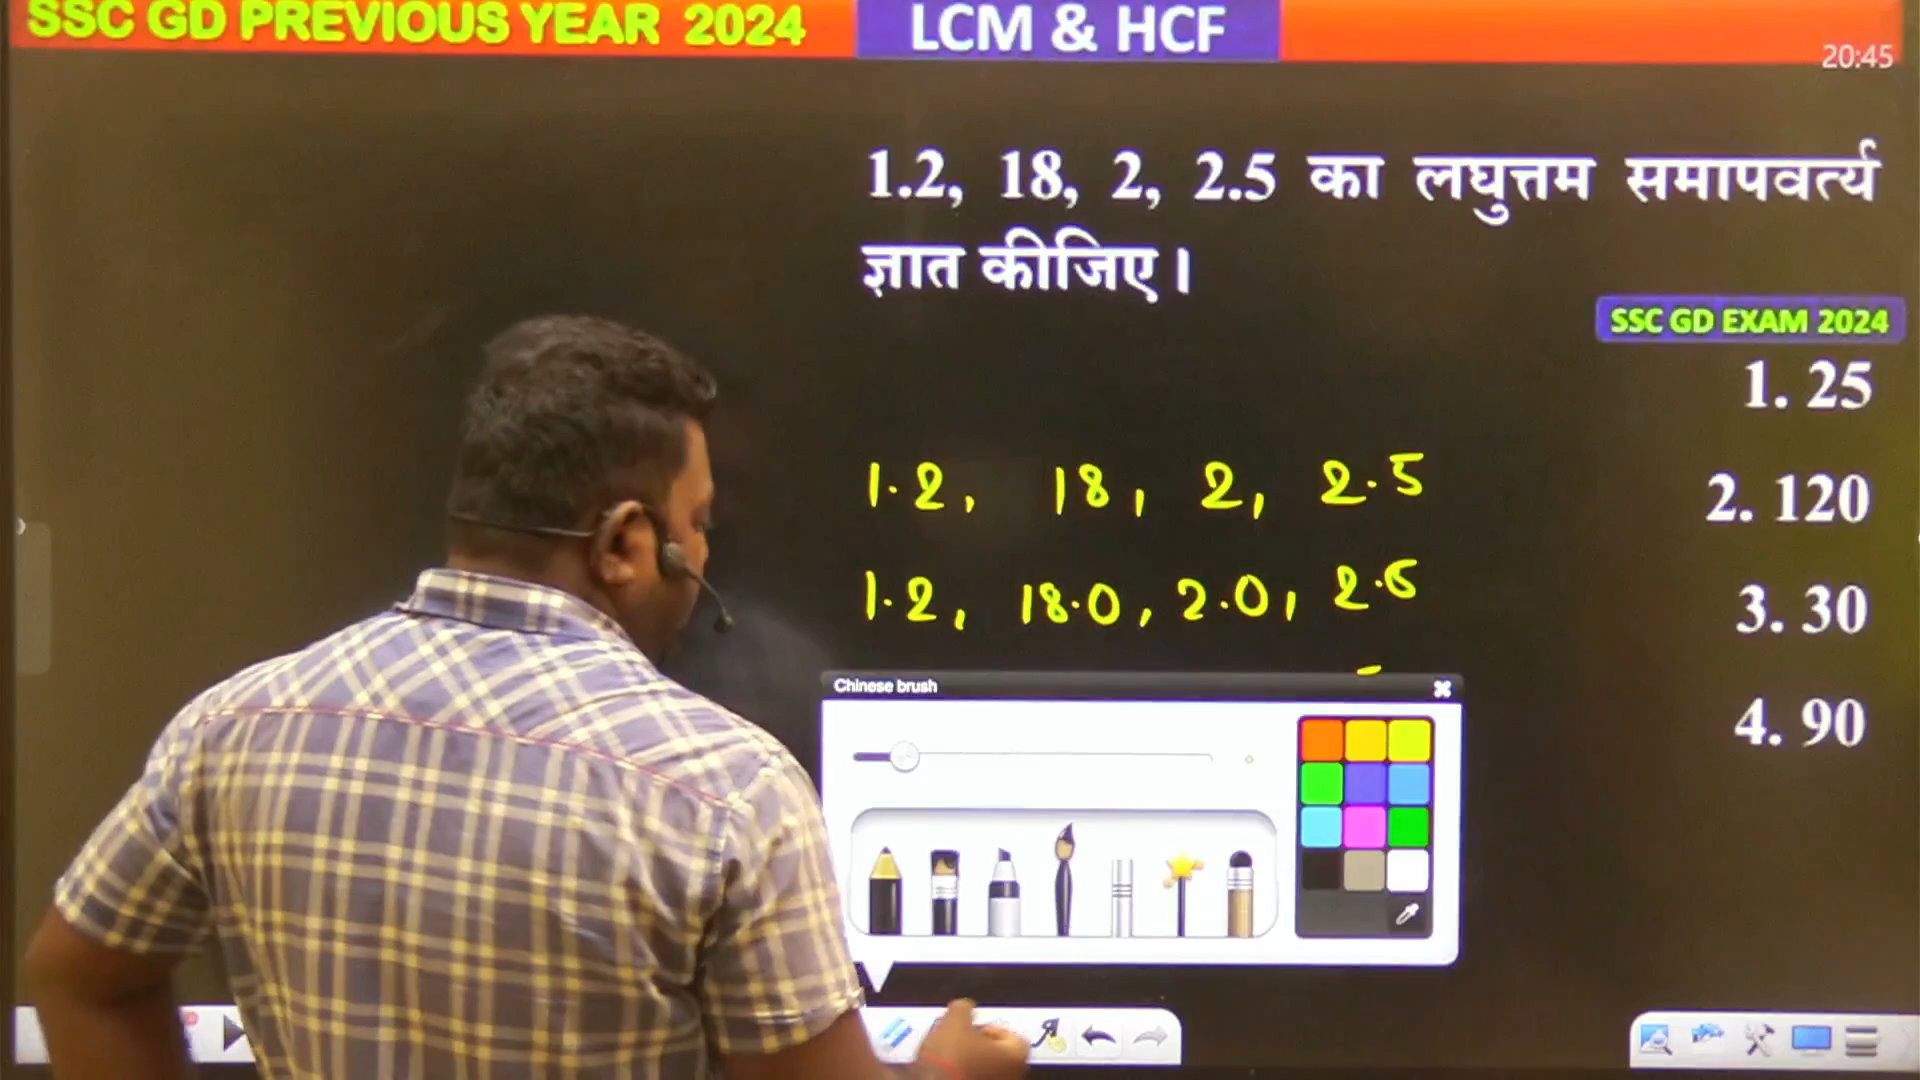 SSC GD PREVIOUS YEAR 2024
LCM & HCF
20:45
1.2, 18, 2, 2.5 का लघुत्तम समापवर्त्य
ज्ञात कीजिए।
SSC GD EXAM 2024
1. 25
2. 120
3. 30
4. 90
1.2, 18, 2, 2.5
1.2, 18.0, 2.0, 2.5
Chinese brush